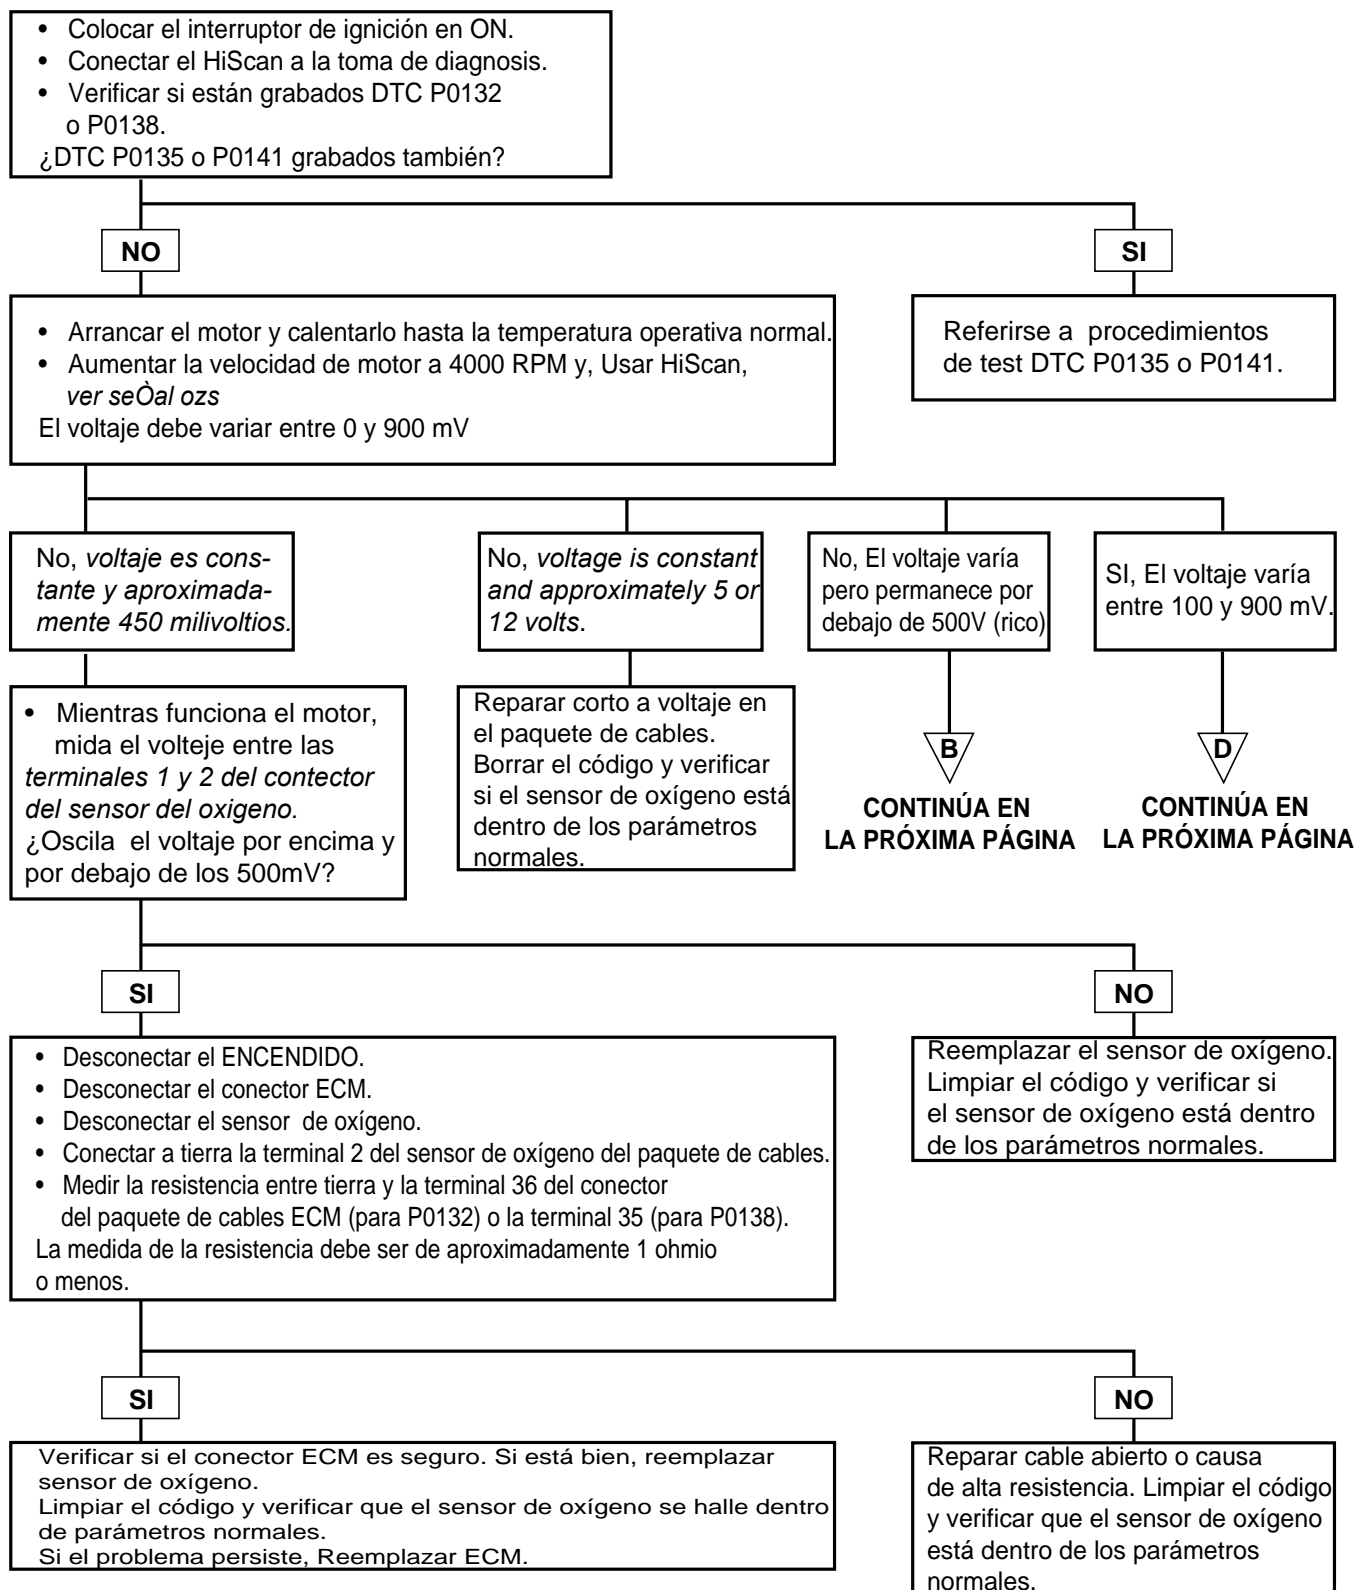 • Colocar el interruptor de ignición en ON.
• Conectar el HiScan a la toma de diagnosis.
• Verificar si están grabados DTC P0132
o P0138.
¿DTC P0135 o P0141 grabados también?
NO
SI
• Arrancar el motor y calentarlo hasta la temperatura operativa normal.
• Aumentar la velocidad de motor a 4000 RPM y, Usar HiScan,
ver seÒal ozs
El voltaje debe variar entre 0 y 900 mV
Referirse a procedimientos
de test DTC P0135 o P0141.
No, voltaje es cons-
tante y aproximada-
mente 450 milivoltios.
No, voltage is constant
and approximately 5 or
12 volts.
No, El voltaje varía
pero permanece por
debajo de 500V (rico)
SI, El voltaje varía
entre 100 y 900 mV.
• Mientras funciona el motor,
mida el volteje entre las
terminales 1 y 2 del contector
del sensor del oxigeno.
¿Oscila el voltaje por encima y
por debajo de los 500mV?
Reparar corto a voltaje en
el paquete de cables.
Borrar el código y verificar
si el sensor de oxígeno está
dentro de los parámetros
normales.
B
CONTINÚA EN
LA PRÓXIMA PÁGINA
D
CONTINÚA EN
LA PRÓXIMA PÁGINA
SI
NO
• Desconectar el ENCENDIDO.
• Desconectar el conector ECM.
• Desconectar el sensor de oxígeno.
• Conectar a tierra la terminal 2 del sensor de oxígeno del paquete de cables.
• Medir la resistencia entre tierra y la terminal 36 del conector
del paquete de cables ECM (para P0132) o la terminal 35 (para P0138).
La medida de la resistencia debe ser de aproximadamente 1 ohmio
o menos.
Reemplazar el sensor de oxígeno.
Limpiar el código y verificar si
el sensor de oxígeno está dentro
de los parámetros normales.
SI
NO
Verificar si el conector ECM es seguro. Si está bien, reemplazar
sensor de oxígeno.
Limpiar el código y verificar que el sensor de oxígeno se halle dentro
de parámetros normales.
Si el problema persiste, Reemplazar ECM.
Reparar cable abierto o causa
de alta resistencia. Limpiar el código
y verificar que el sensor de oxígeno
está dentro de los parámetros
normales.